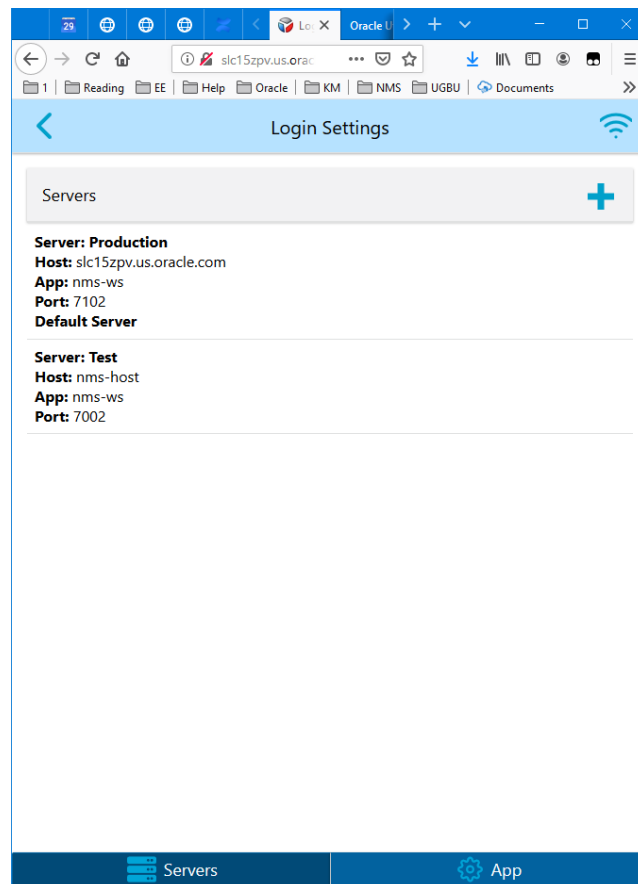 29
Lo
Oracle U
slc15zpv.us.orac
1
Reading
EE
Help
Oracle
KM
NMS
UGBU
Documents
Login Settings
Servers
Server: Production
Host: slc15zpv.us.oracle.com
App: nms-ws
Port: 7102
Default Server
Server: Test
Host: nms-host
App: nms-ws
Port: 7002
Servers
App